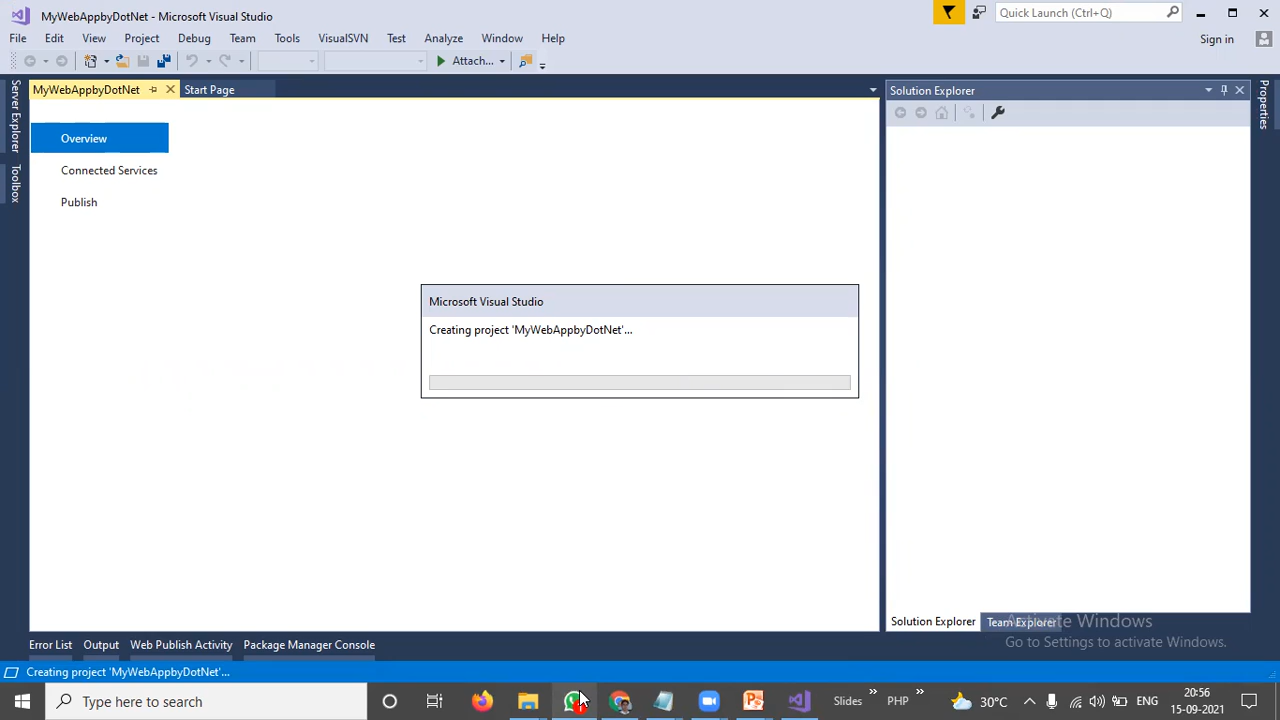 MyWebAppbyDotNet - Microsoft Visual Studio
Quick Launch (Ctrl+Q)
File Edit View Project Debug Team Tools VisualSVN Test Analyze Window Help
Sign in
Attach...
MyWebAppbyDotNet
Start Page
Solution Explorer
Server Explorer
Toolbox
Properties
Overview
Connected Services
Publish
Microsoft Visual Studio
Creating project 'MyWebAppbyDotNet'...
Solution Explorer
Team Explorer
Activate Windows
Go to Settings to activate Windows.
Error List
Output
Web Publish Activity
Package Manager Console
Creating project 'MyWebAppbyDotNet'...
Type here to search
Slides
PHP
30°C
ENG
20:56
15-09-2021